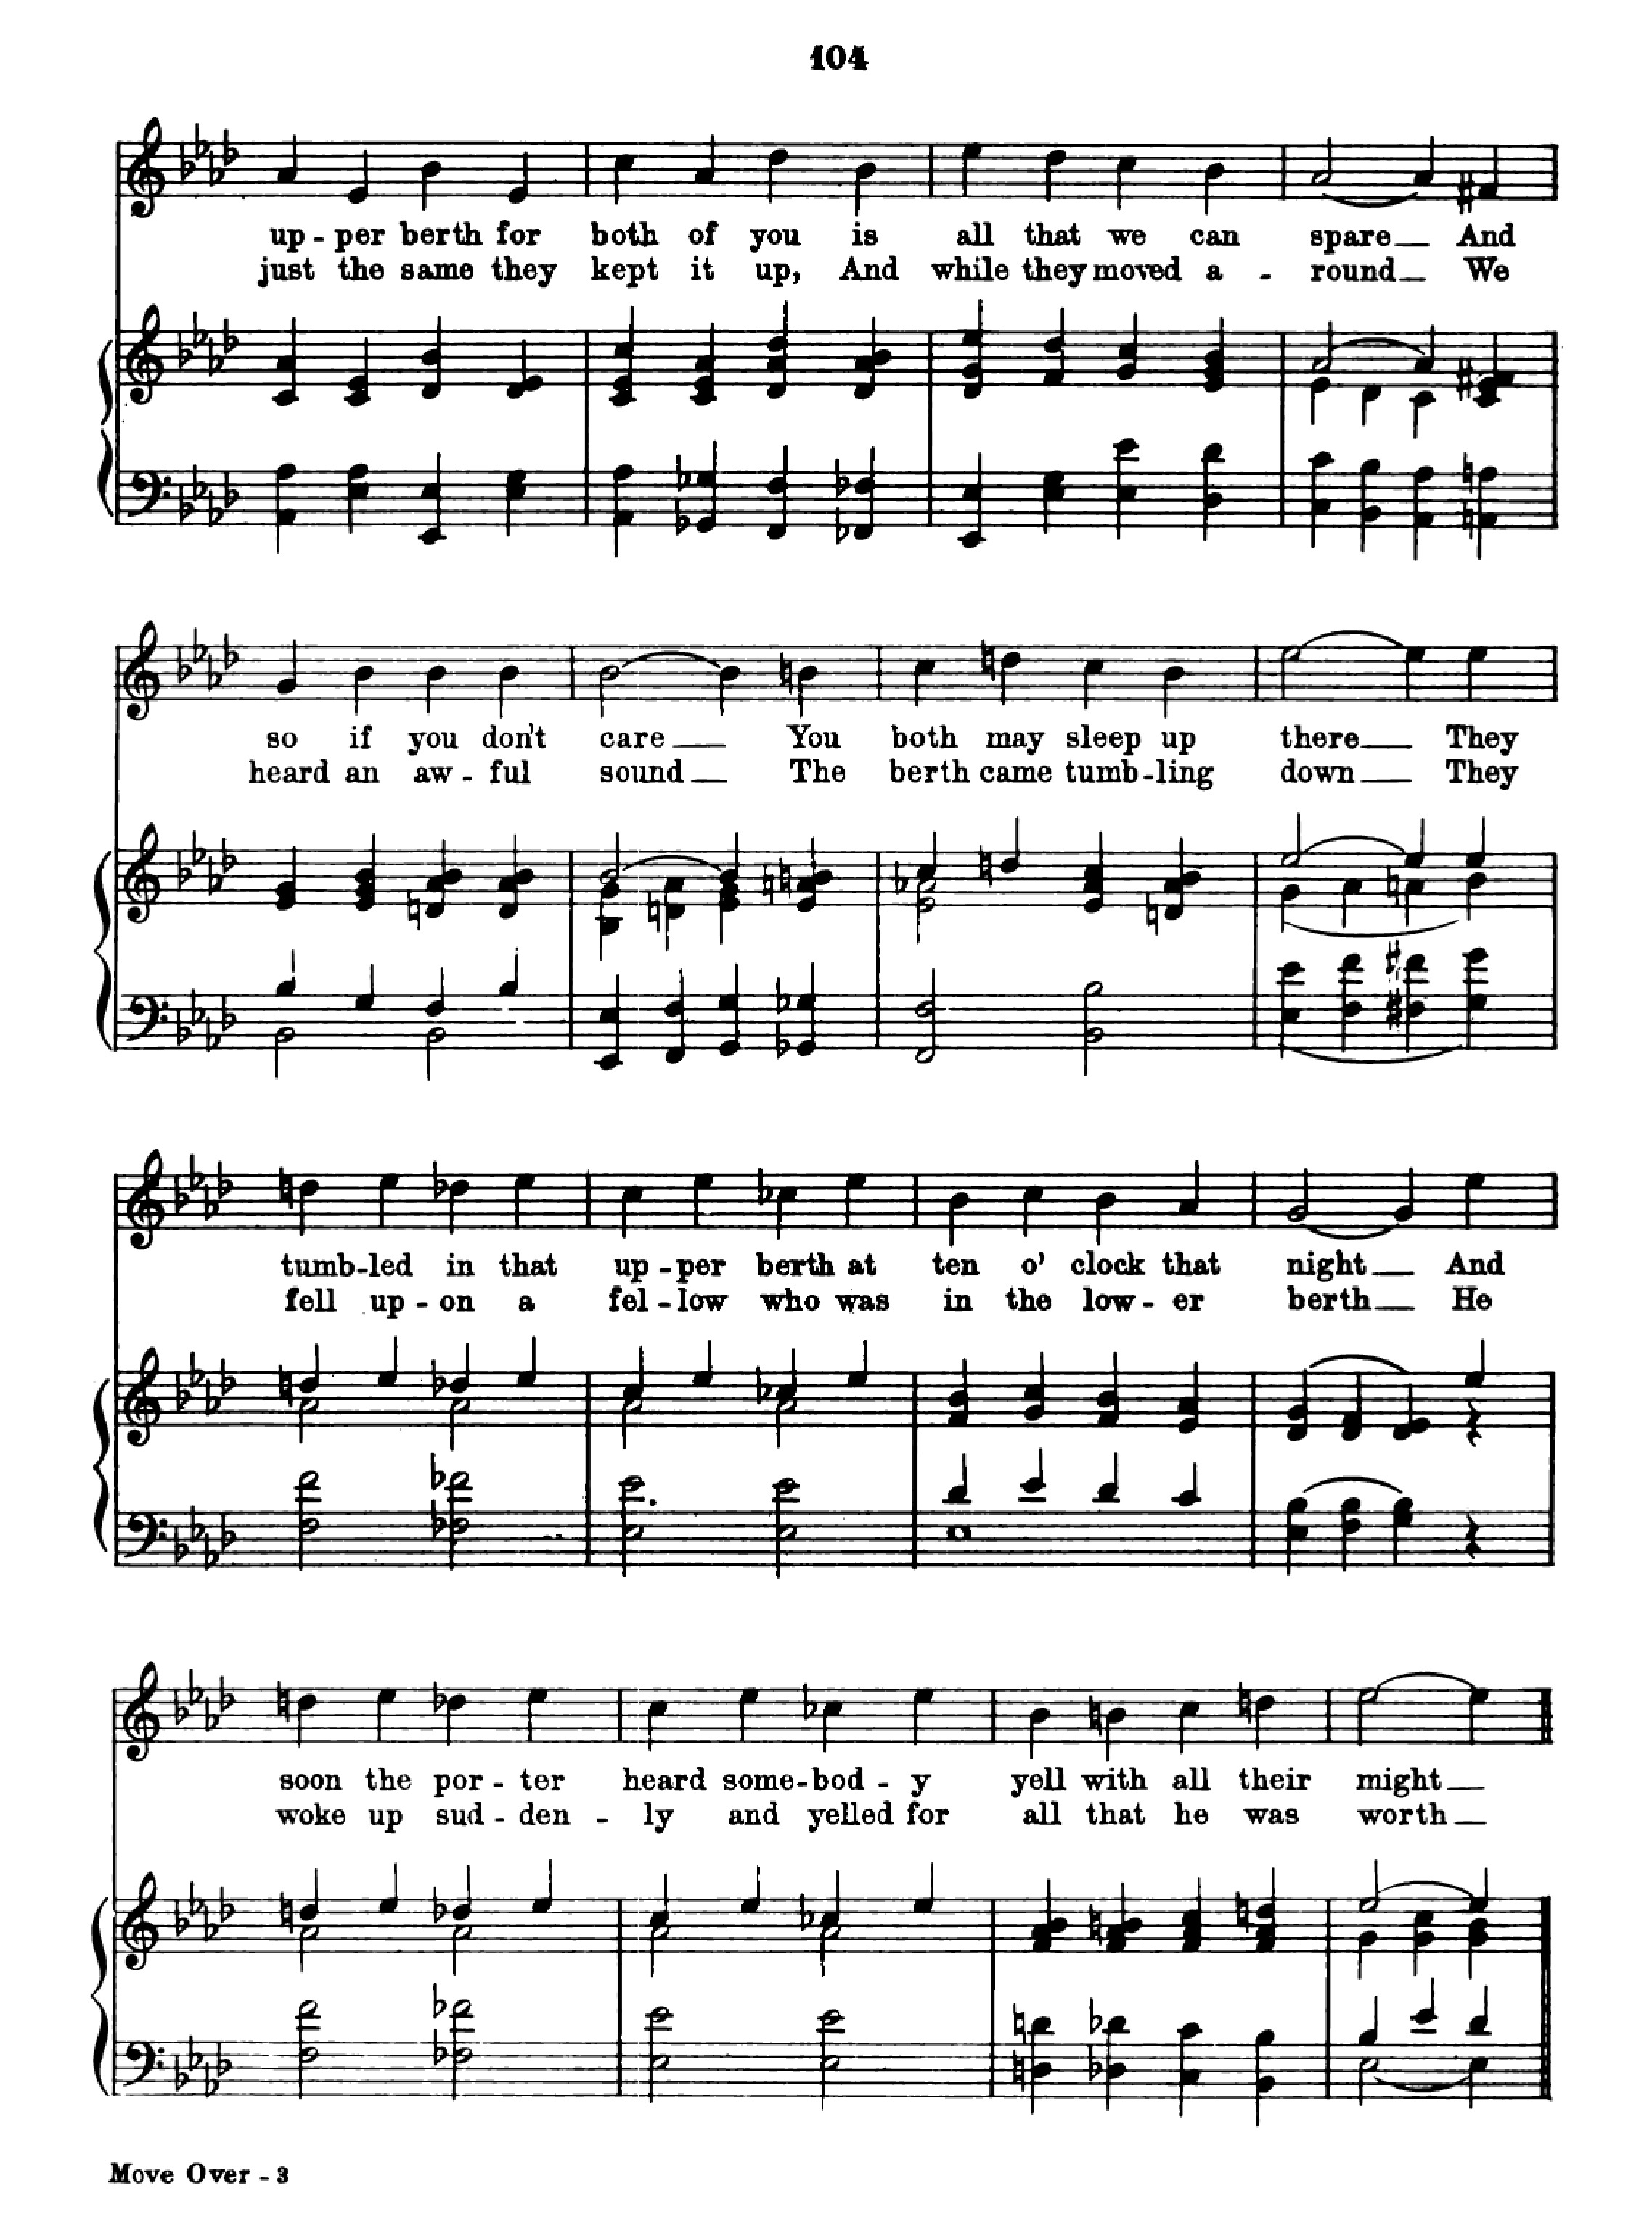 104
up - per berth for both of you is all that we can spare And
just the same they kept it up, And while they moved a - round We
so if you don't care You both may sleep up there They
heard an aw - ful sound The berth came tumb - ling down They
tumb - led in that up - per berth at ten o' clock that night And
fell up - on a fel - low who was in the low - er berth He
soon the por - ter heard some - bod - y yell with all their might
woke up sud - den - ly and yelled for all that he was worth
Move Over - 3